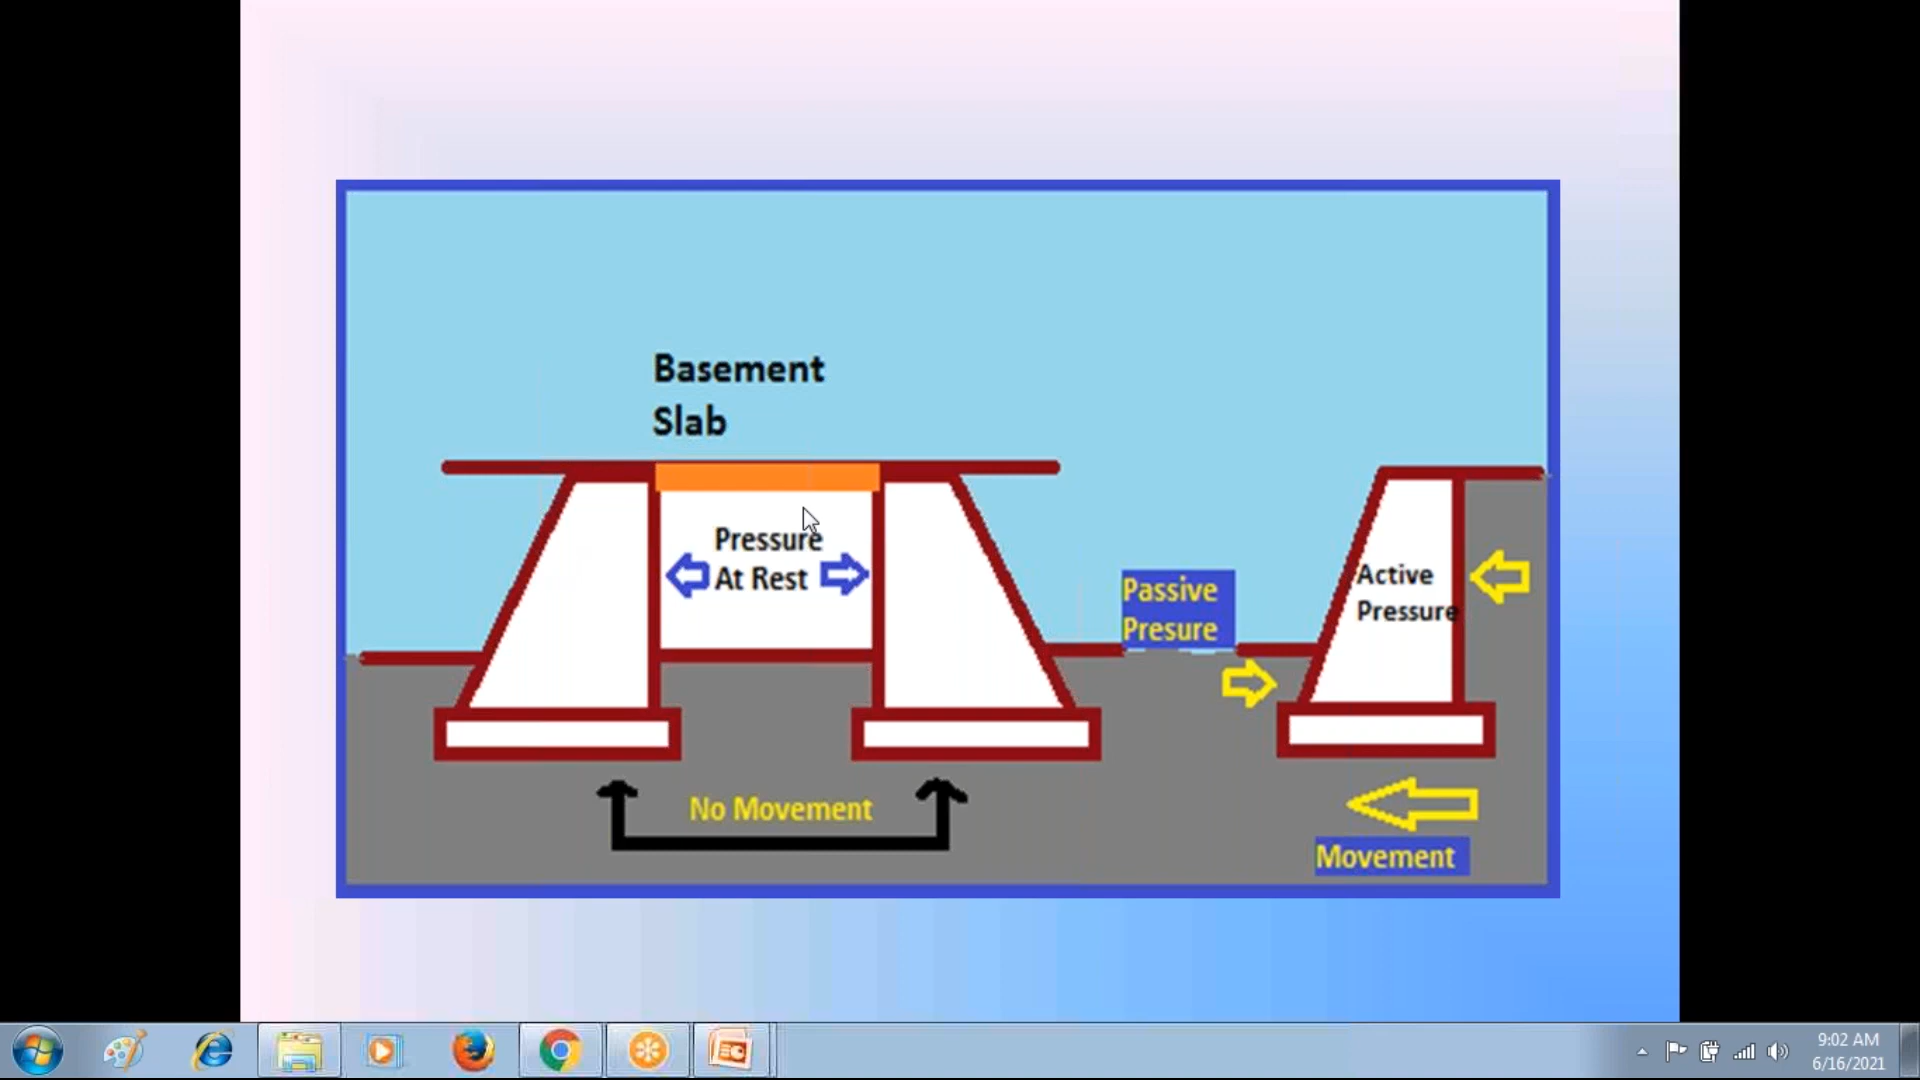 Basement
Slab
Pressure
At Rest
Passive
Presure
Active
Pressure
No Movement
Movement
9:02 AM
6/16/2021